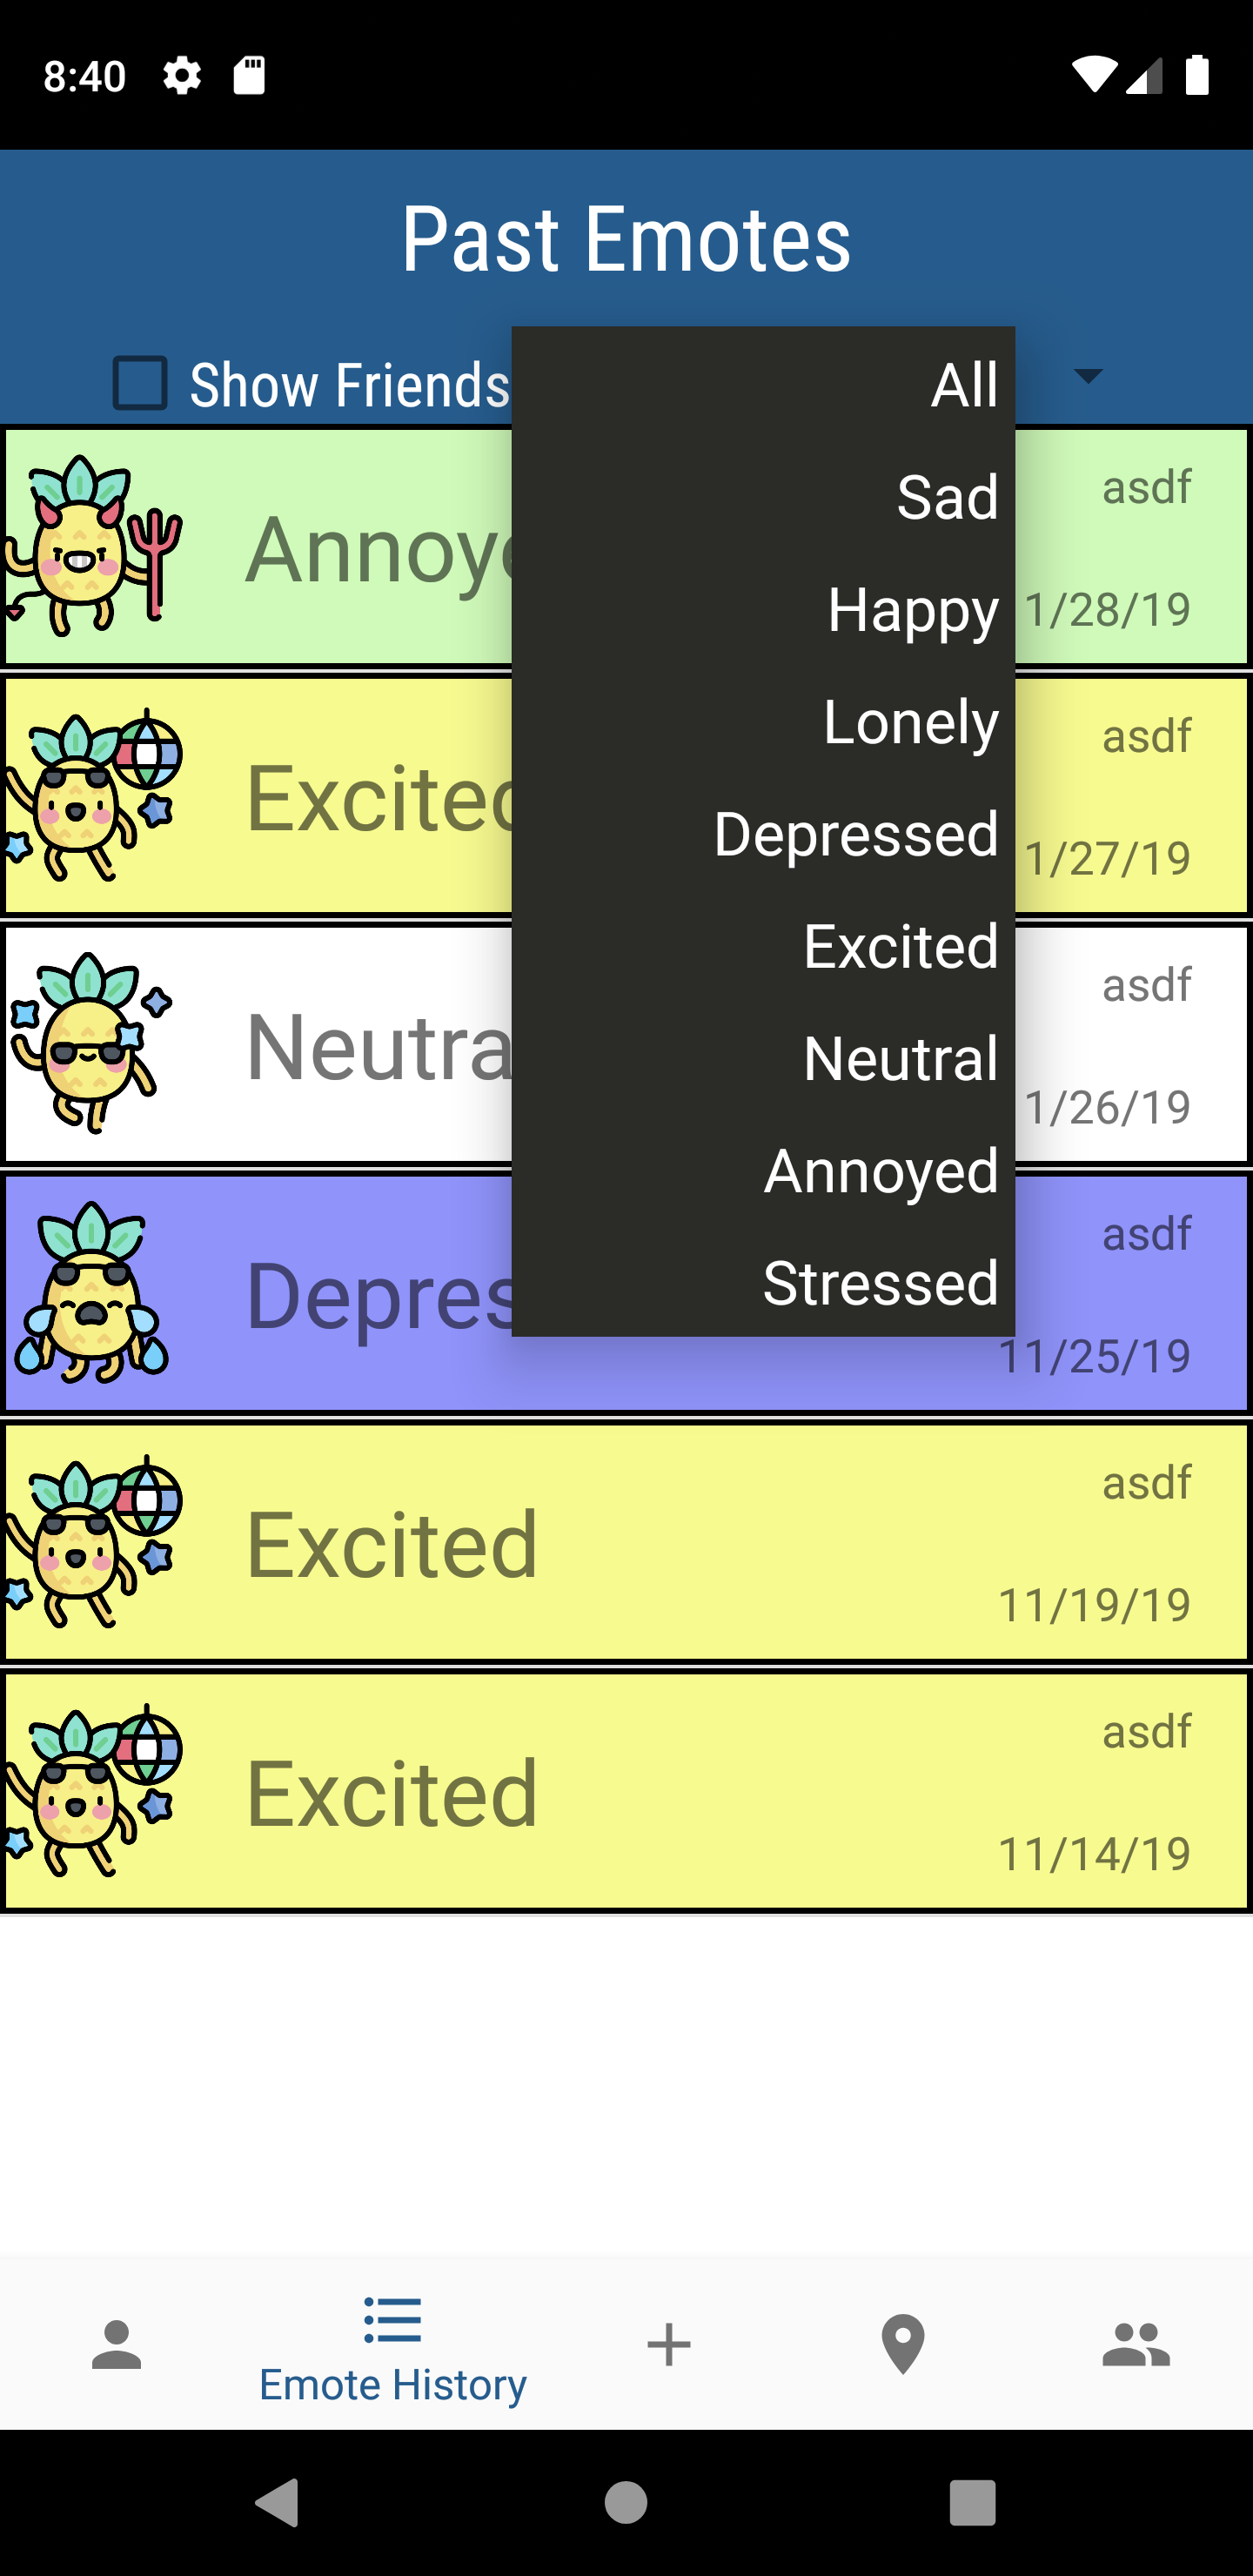 8:40
Past Emotes
Show Friends
All
Sad
Happy
Lonely
Depressed
Excited
Neutral
Annoyed
Stressed
asdf
Annoye
1/28/19
asdf
Excited
1/27/19
asdf
Neutra
1/26/19
asdf
Depres
11/25/19
asdf
Excited
11/19/19
asdf
Excited
11/14/19
Emote History